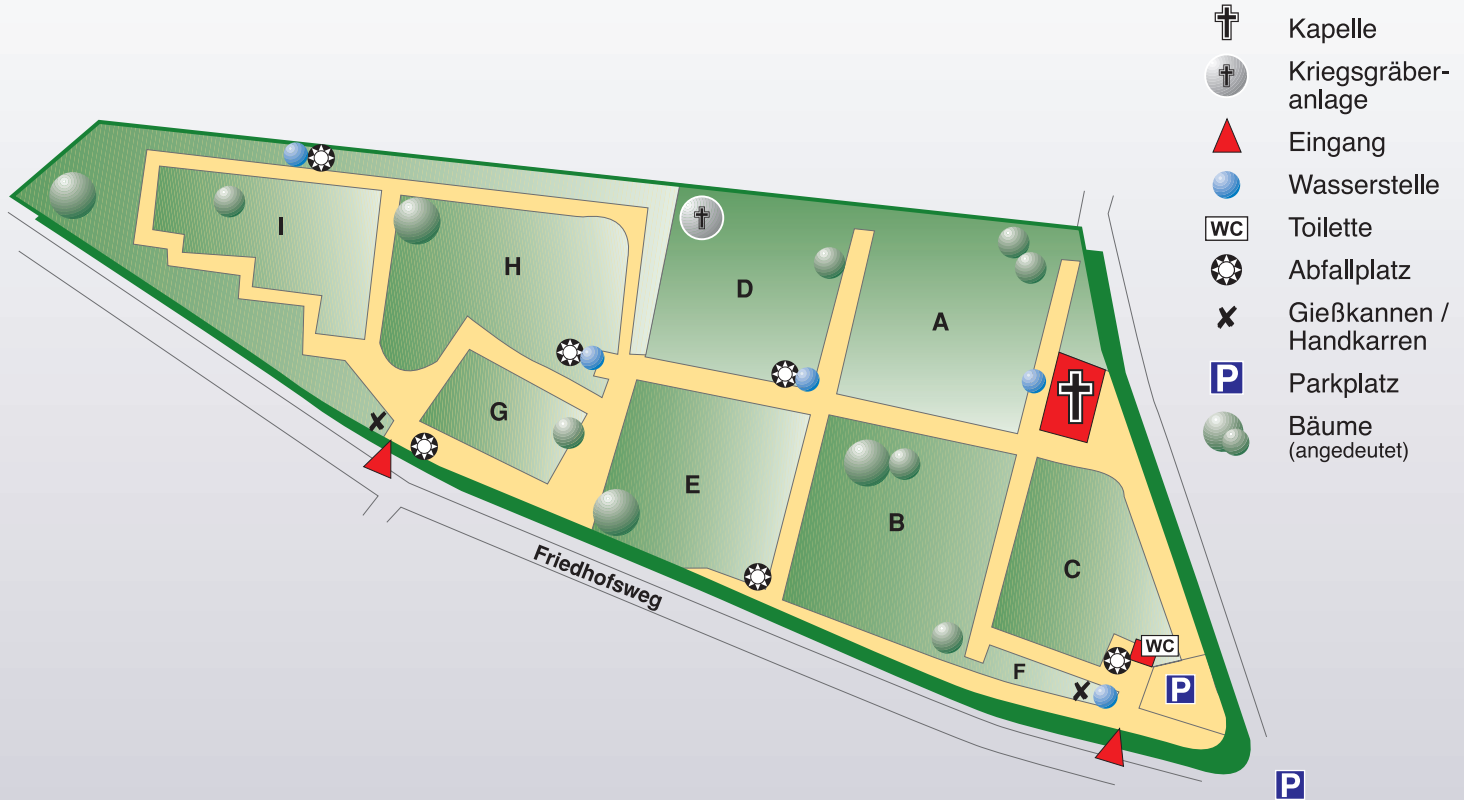 Kapelle
Kriegsgräber-
anlage
Eingang
Wasserstelle
WC Toilette
Abfallplatz
Gießkannen /
Handkarren
P Parkplatz
Bäume
(angedeutet)
I
H
D
A
G
E
B
C
F
WC
P
Friedhofsweg
P